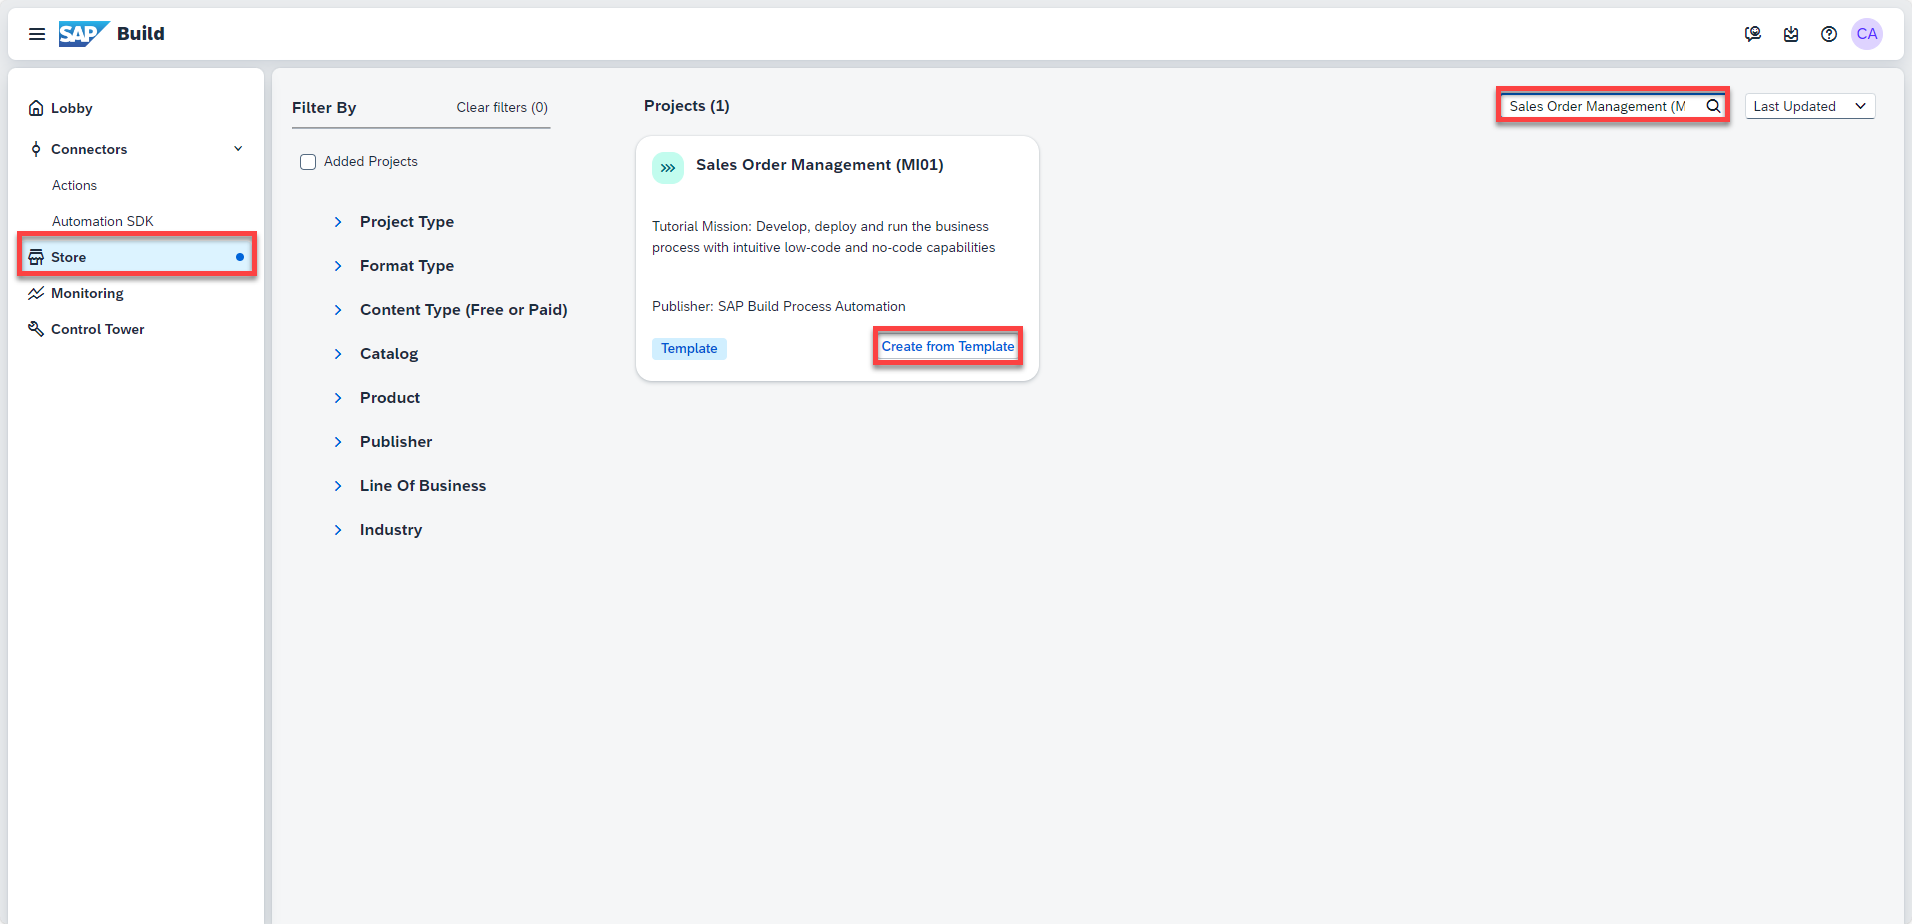 SAP Build
CA
Lobby
Connectors
Actions
Automation SDK
Store
Monitoring
Control Tower
Filter By
Clear filters (0)
Added Projects
Project Type
Format Type
Content Type (Free or Paid)
Catalog
Product
Publisher
Line Of Business
Industry
Projects (1)
Sales Order Management (M
Last Updated
Sales Order Management (MI01)
Tutorial Mission: Develop, deploy and run the business
process with intuitive low-code and no-code capabilities
Publisher: SAP Build Process Automation
Template
Create from Template